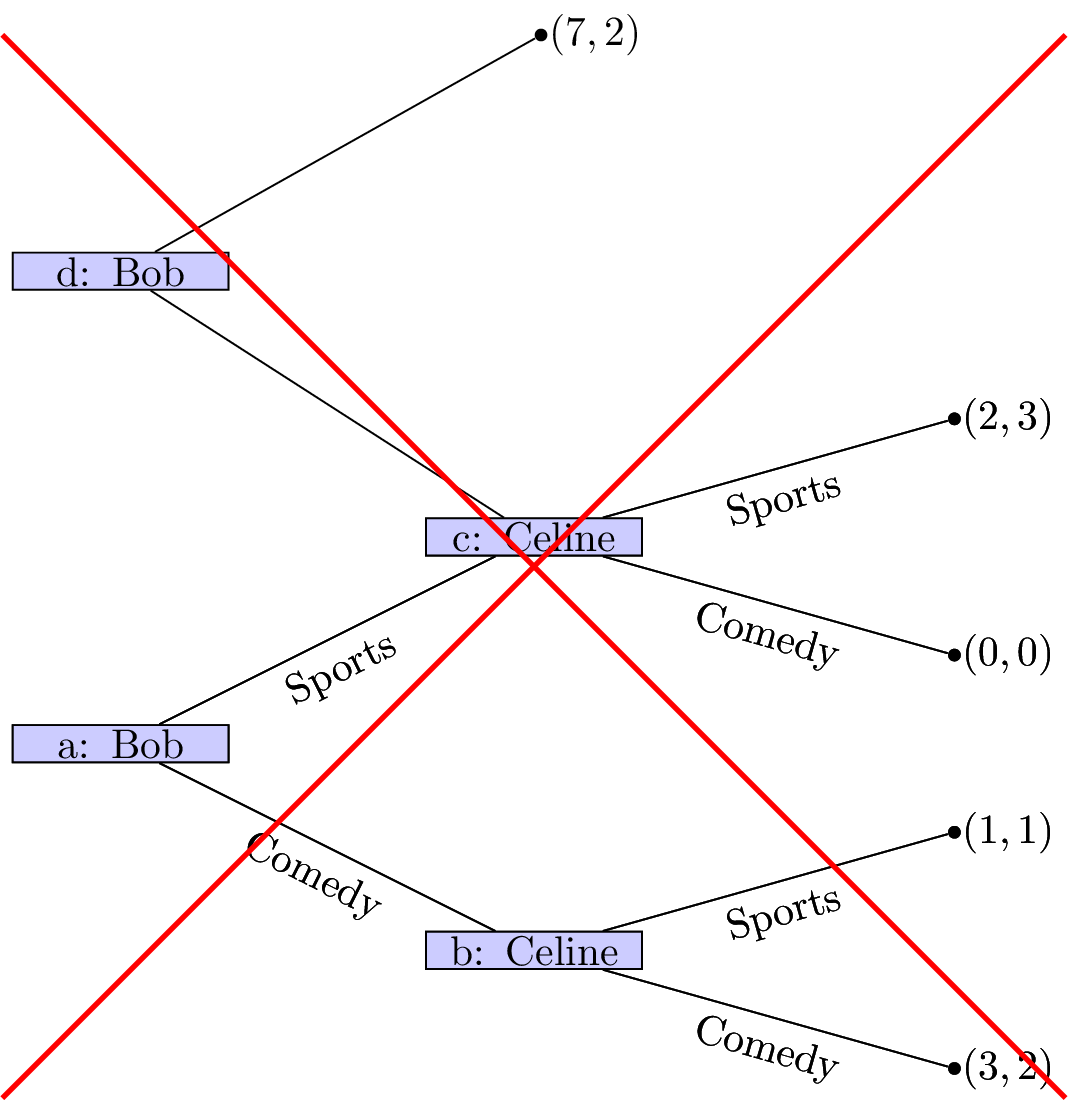 (7, 2)
d: Bob
(2, 3)
Sports
c: Celine
Comedy
(0, 0)
Sports
a: Bob
Comedy
(1, 1)
Sports
b: Celine
Comedy
(3, 2)